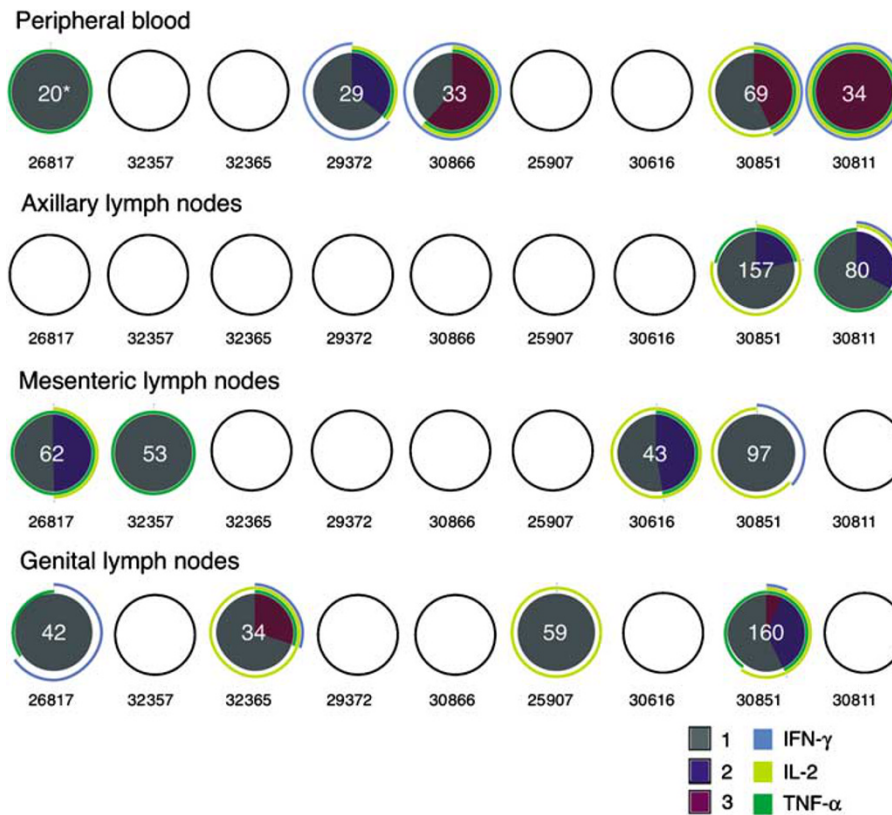 Peripheral blood
20* 29 33 69 34
26817 32357 32365 29372 30866 25907 30616 30851 30811
Axillary lymph nodes
157 80
26817 32357 32365 29372 30866 25907 30616 30851 30811
Mesenteric lymph nodes
62 53 43 97
26817 32357 32365 29372 30866 25907 30616 30851 30811
Genital lymph nodes
42 34 59 160
26817 32357 32365 29372 30866 25907 30616 30851 30811
1 IFN-γ
2 IL-2
3 TNF-α